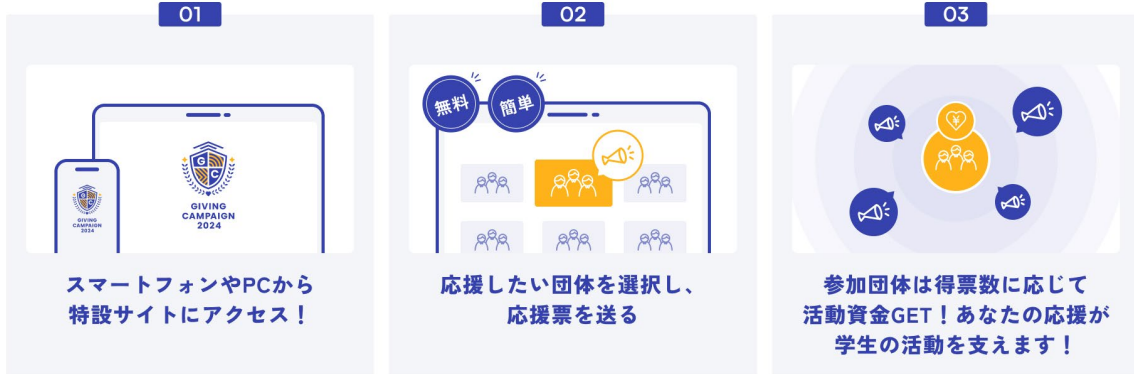 01
G
C
GIVING
CAMPAIGN
2024
GIVING
CAMPAIGN
2024
スマートフォンやPCから
特設サイトにアクセス！
02
無料
簡単
応援したい団体を選択し、
応援票を送る
03
¥
参加団体は得票数に応じて
活動資金GET！あなたの応援が
学生の活動を支えます！